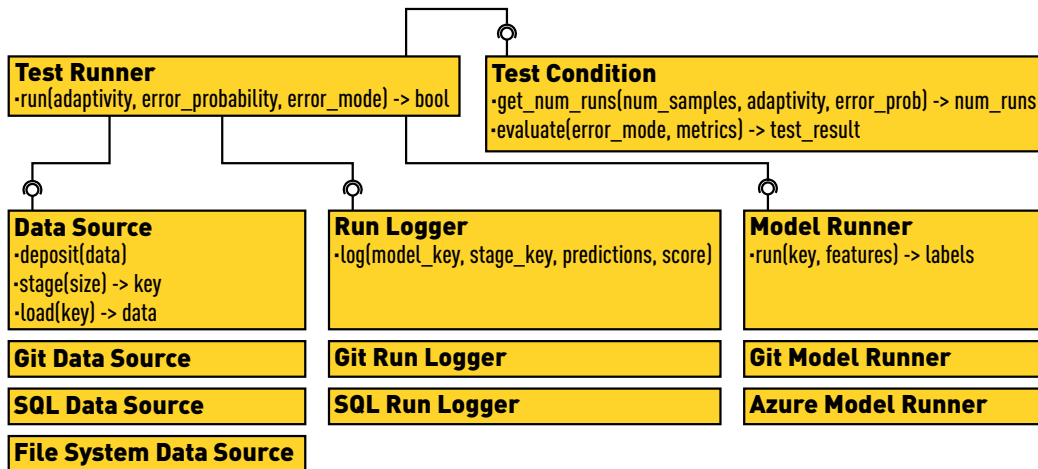 Test Runner
▪run(adaptivity, error_probability, error_mode) -> bool
Test Condition
▪get_num_runs(num_samples, adaptivity, error_prob) -> num_runs
▪evaluate(error_mode, metrics) -> test_result
Data Source
▪deposit(data)
▪stage(size) -> key
▪load(key) -> data
Run Logger
▪log(model_key, stage_key, predictions, score)
Model Runner
▪run(key, features) -> labels
Git Data Source
Git Run Logger
Git Model Runner
SQL Data Source
SQL Run Logger
Azure Model Runner
File System Data Source